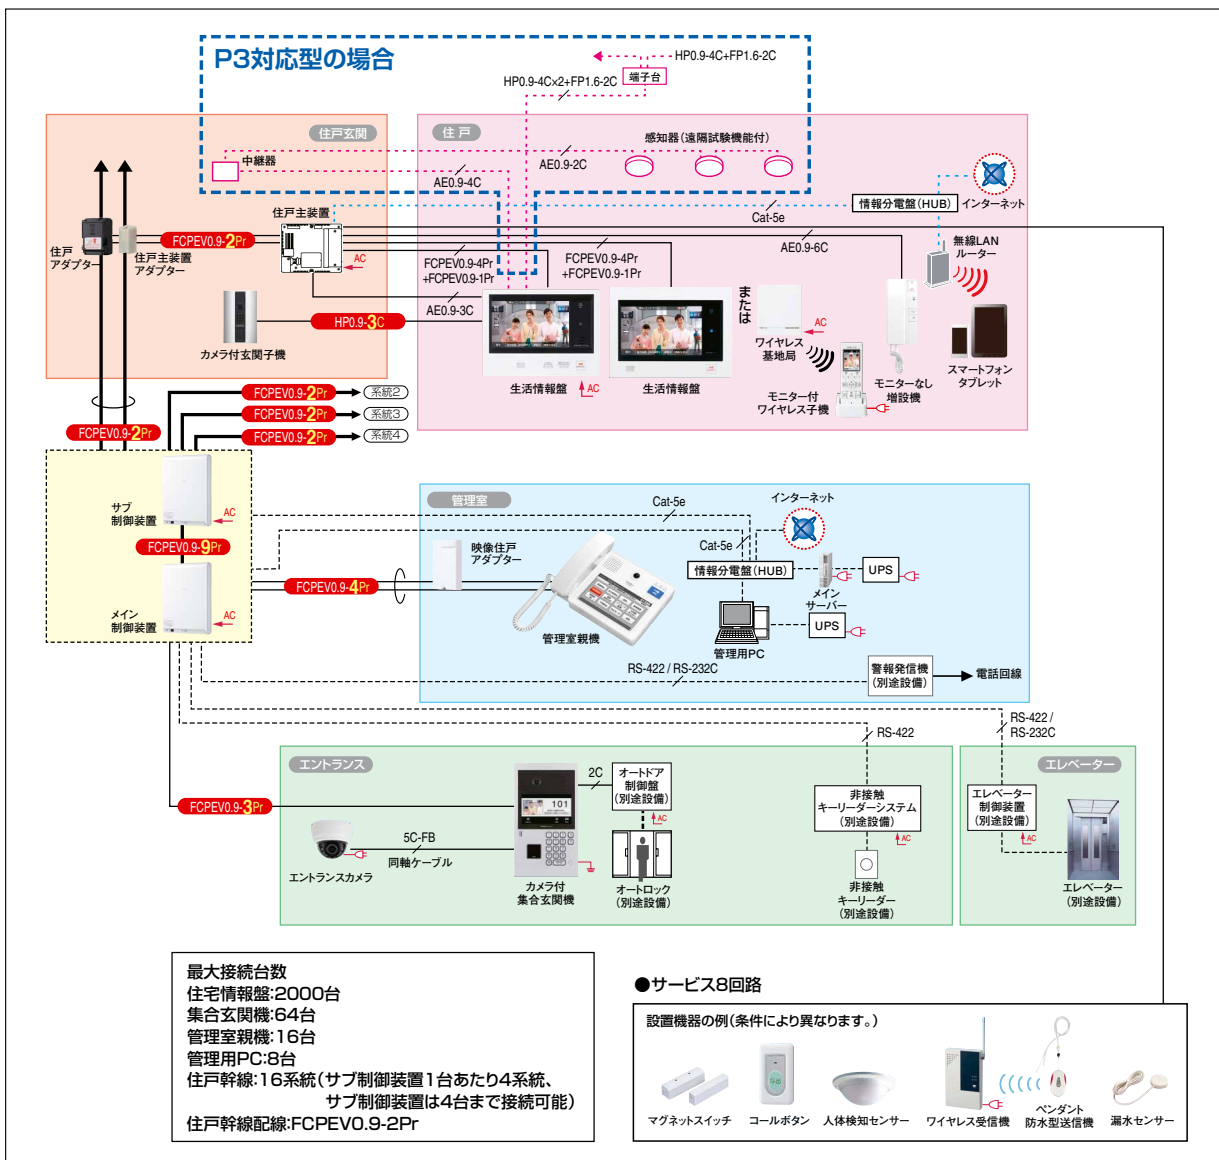 P3対応型の場合
HP0.9-4C+FP1.6-2C
端子台
HP0.9-4C×2+FP1.6-2C
住戸玄関
住 戸
感知器(遠隔試験機能付)
中継器
AE0.9-2C
AE0.9-4C
住戸主装置
情報分電盤(HUB)
インターネット
Cat-5e
FCPEV0.9-2Pr
AE0.9-6C
無線LAN
ルーター
住戸
アダプター
住戸主装置
アダプター
AC
FCPEV0.9-4Pr
+FCPEV0.9-1Pr
FCPEV0.9-4Pr
+FCPEV0.9-1Pr
AE0.9-3C
HP0.9-3C
または
AC
カメラ付玄関子機
ワイヤレス
基地局
スマートフォン
タブレット
生活情報盤
AC
生活情報盤
モニター付
ワイヤレス子機
モニターなし
増設機
FCPEV0.9-2Pr
系統2
FCPEV0.9-2Pr
系統3
FCPEV0.9-2Pr
FCPEV0.9-2Pr
系統4
管理室
サブ
制御装置
AC
Cat-5e
インターネット
FCPEV0.9-9Pr
映像住戸
アダプター
Cat-5e
情報分電盤(HUB)
UPS
FCPEV0.9-4Pr
メイン
サーバー
メイン
制御装置
AC
管理室親機
管理用PC
UPS
RS-422 / RS-232C
警報発信機
(別途設備)
電話回線
RS-422
RS-422 /
RS-232C
エントランス
エレベーター
2C
オートドア
制御盤
(別途設備)
AC
FCPEV0.9-3Pr
101
非接触
キーリーダーシステム
(別途設備)
AC
エレベーター
制御装置
(別途設備)
AC
5C-FB
同軸ケーブル
エントランスカメラ
カメラ付
集合玄関機
オートロック
(別途設備)
非接触
キーリーダー
(別途設備)
エレベーター
(別途設備)
最大接続台数
住宅情報盤:2000台
集合玄関機:64台
管理室親機:16台
管理用PC:8台
住戸幹線:16系統(サブ制御装置1台あたり4系統、
サブ制御装置は4台まで接続可能)
住戸幹線配線:FCPEV0.9-2Pr
●サービス8回路
設置機器の例(条件により異なります。)
マグネットスイッチ
コールボタン
人体検知センサー
ワイヤレス受信機
ペンダント
防水型送信機
漏水センサー